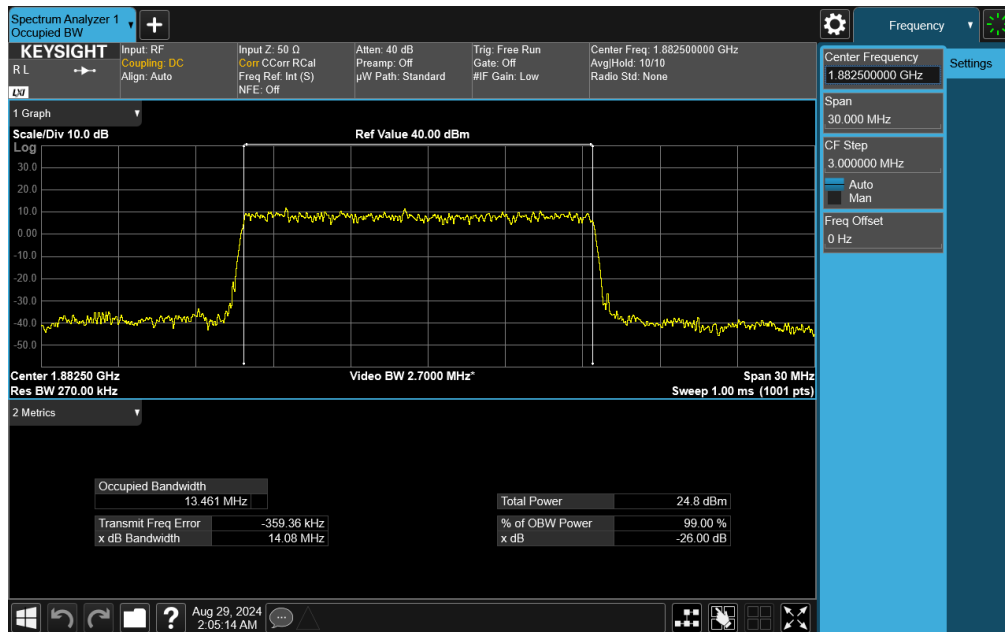 Spectrum Analyzer 1
Occupied BW
Frequency
KEYSIGHT
R L
LXI
Input: RF
Coupling: DC
Align: Auto
Input Z: 50 Ω
Corr CCorr RCal
Freq Ref: Int (S)
NFE: Off
Atten: 40 dB
Preamp: Off
µW Path: Standard
Trig: Free Run
Gate: Off
#IF Gain: Low
Center Freq: 1.882500000 GHz
Avg|Hold: 10/10
Radio Std: None
Center Frequency
1.882500000 GHz
Settings
Span
30.000 MHz
CF Step
3.000000 MHz
Auto
Man
Freq Offset
0 Hz
1 Graph
Scale/Div 10.0 dB
Ref Value 40.00 dBm
Log
30.0
20.0
10.0
0.00
-10.0
-20.0
-30.0
-40.0
-50.0
Center 1.88250 GHz
Video BW 2.7000 MHz*
Span 30 MHz
Res BW 270.00 kHz
Sweep 1.00 ms (1001 pts)
2 Metrics
Occupied Bandwidth
13.461 MHz
Total Power 24.8 dBm
Transmit Freq Error -359.36 kHz
% of OBW Power 99.00 %
x dB Bandwidth 14.08 MHz
x dB -26.00 dB
Aug 29, 2024
2:05:14 AM